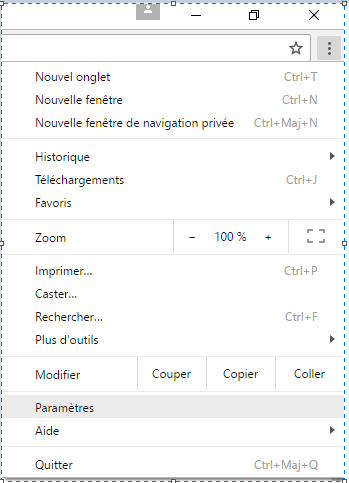 Nouvel onglet Ctrl+T
Nouvelle fenêtre Ctrl+N
Nouvelle fenêtre de navigation privée Ctrl+Maj+N
Historique
Téléchargements Ctrl+J
Favoris
Zoom − 100 % +
Imprimer... Ctrl+P
Caster...
Rechercher... Ctrl+F
Plus d'outils
Modifier Couper Copier Coller
Paramètres
Aide
Quitter Ctrl+Maj+Q